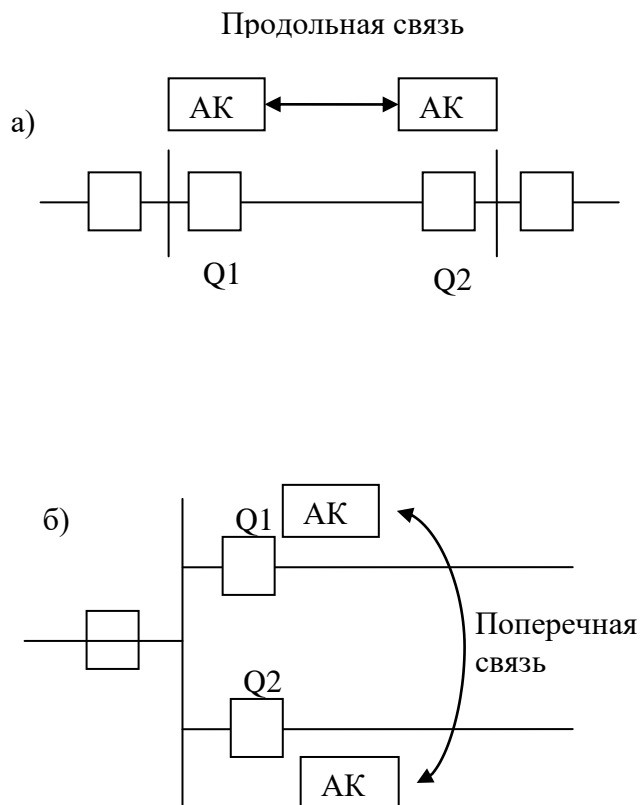 Продольная связь
АК АК
а)
Q1 Q2
б)
Q1 АК
Поперечная
связь
Q2
АК